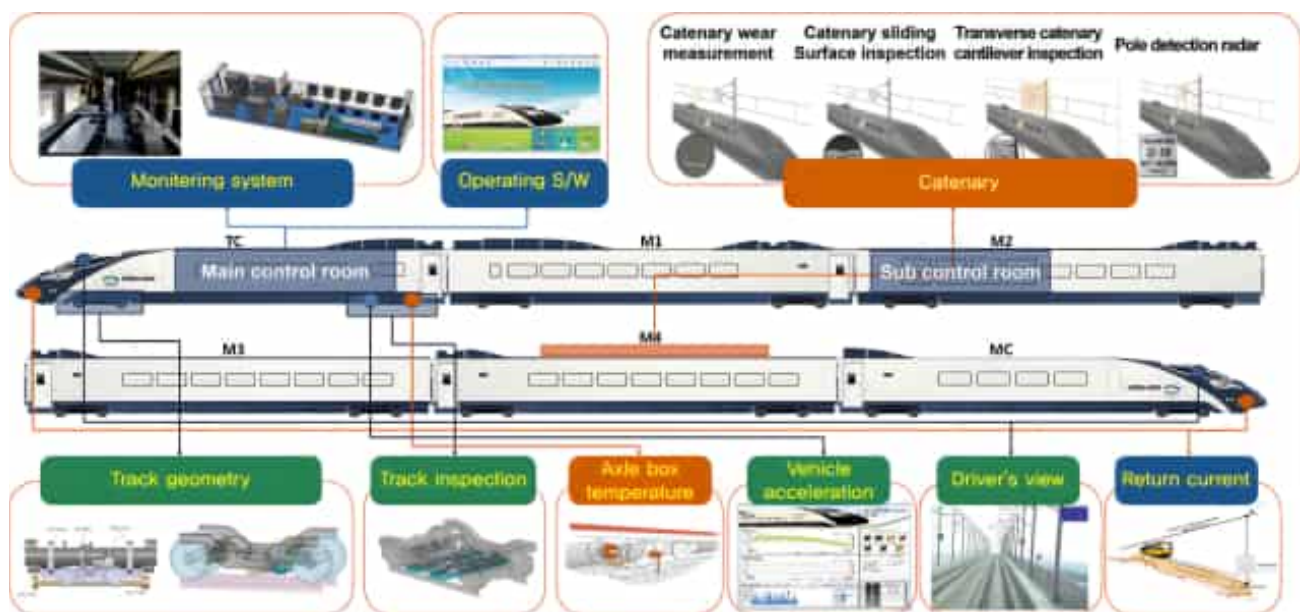 Catenary wear
measurement
Catenary sliding
Surface inspection
Transverse catenary
cantilever inspection
Pole detection radar
Monitering system
Operating S/W
Catenary
TC
M1
M2
Main control room
Sub control room
M3
M4
MC
Track geometry
Track inspection
Axle box
temperature
Vehicle
acceleration
Driver's view
Return current